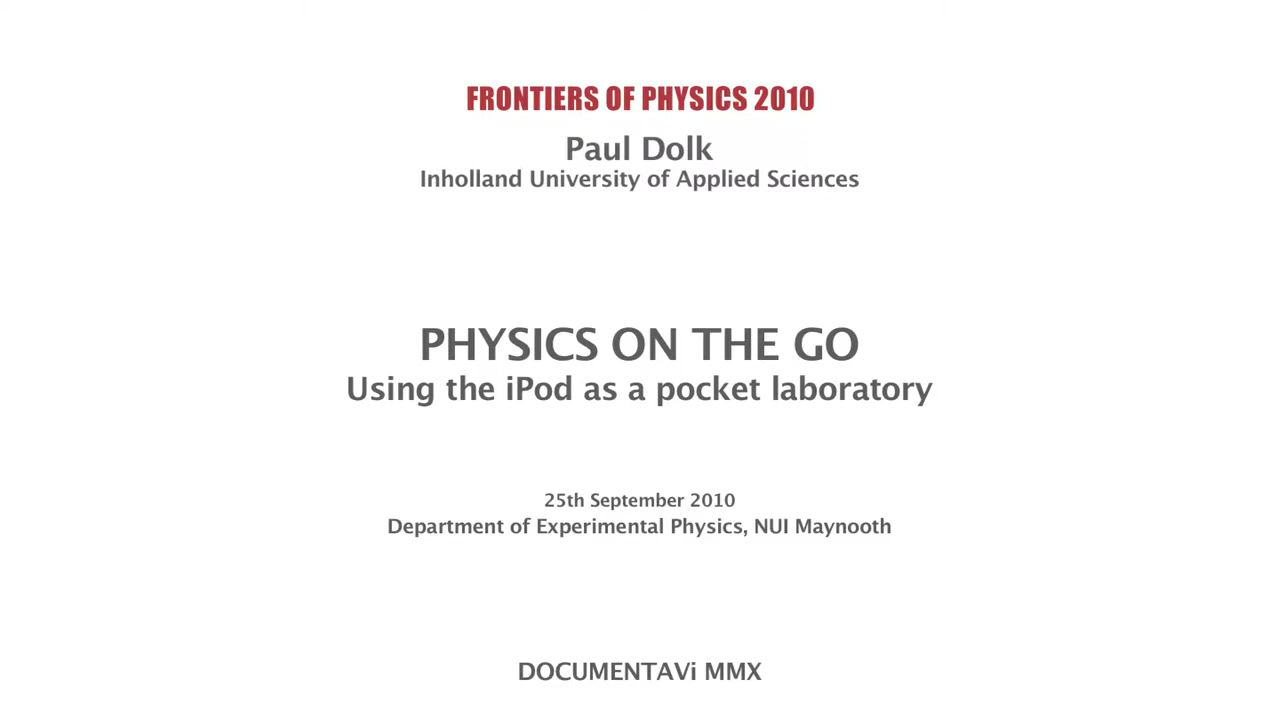 FRONTIERS OF PHYSICS 2010
Paul Dolk
Inholland University of Applied Sciences
PHYSICS ON THE GO
Using the iPod as a pocket laboratory
25th September 2010
Department of Experimental Physics, NUI Maynooth
DOCUMENTAVi MMX